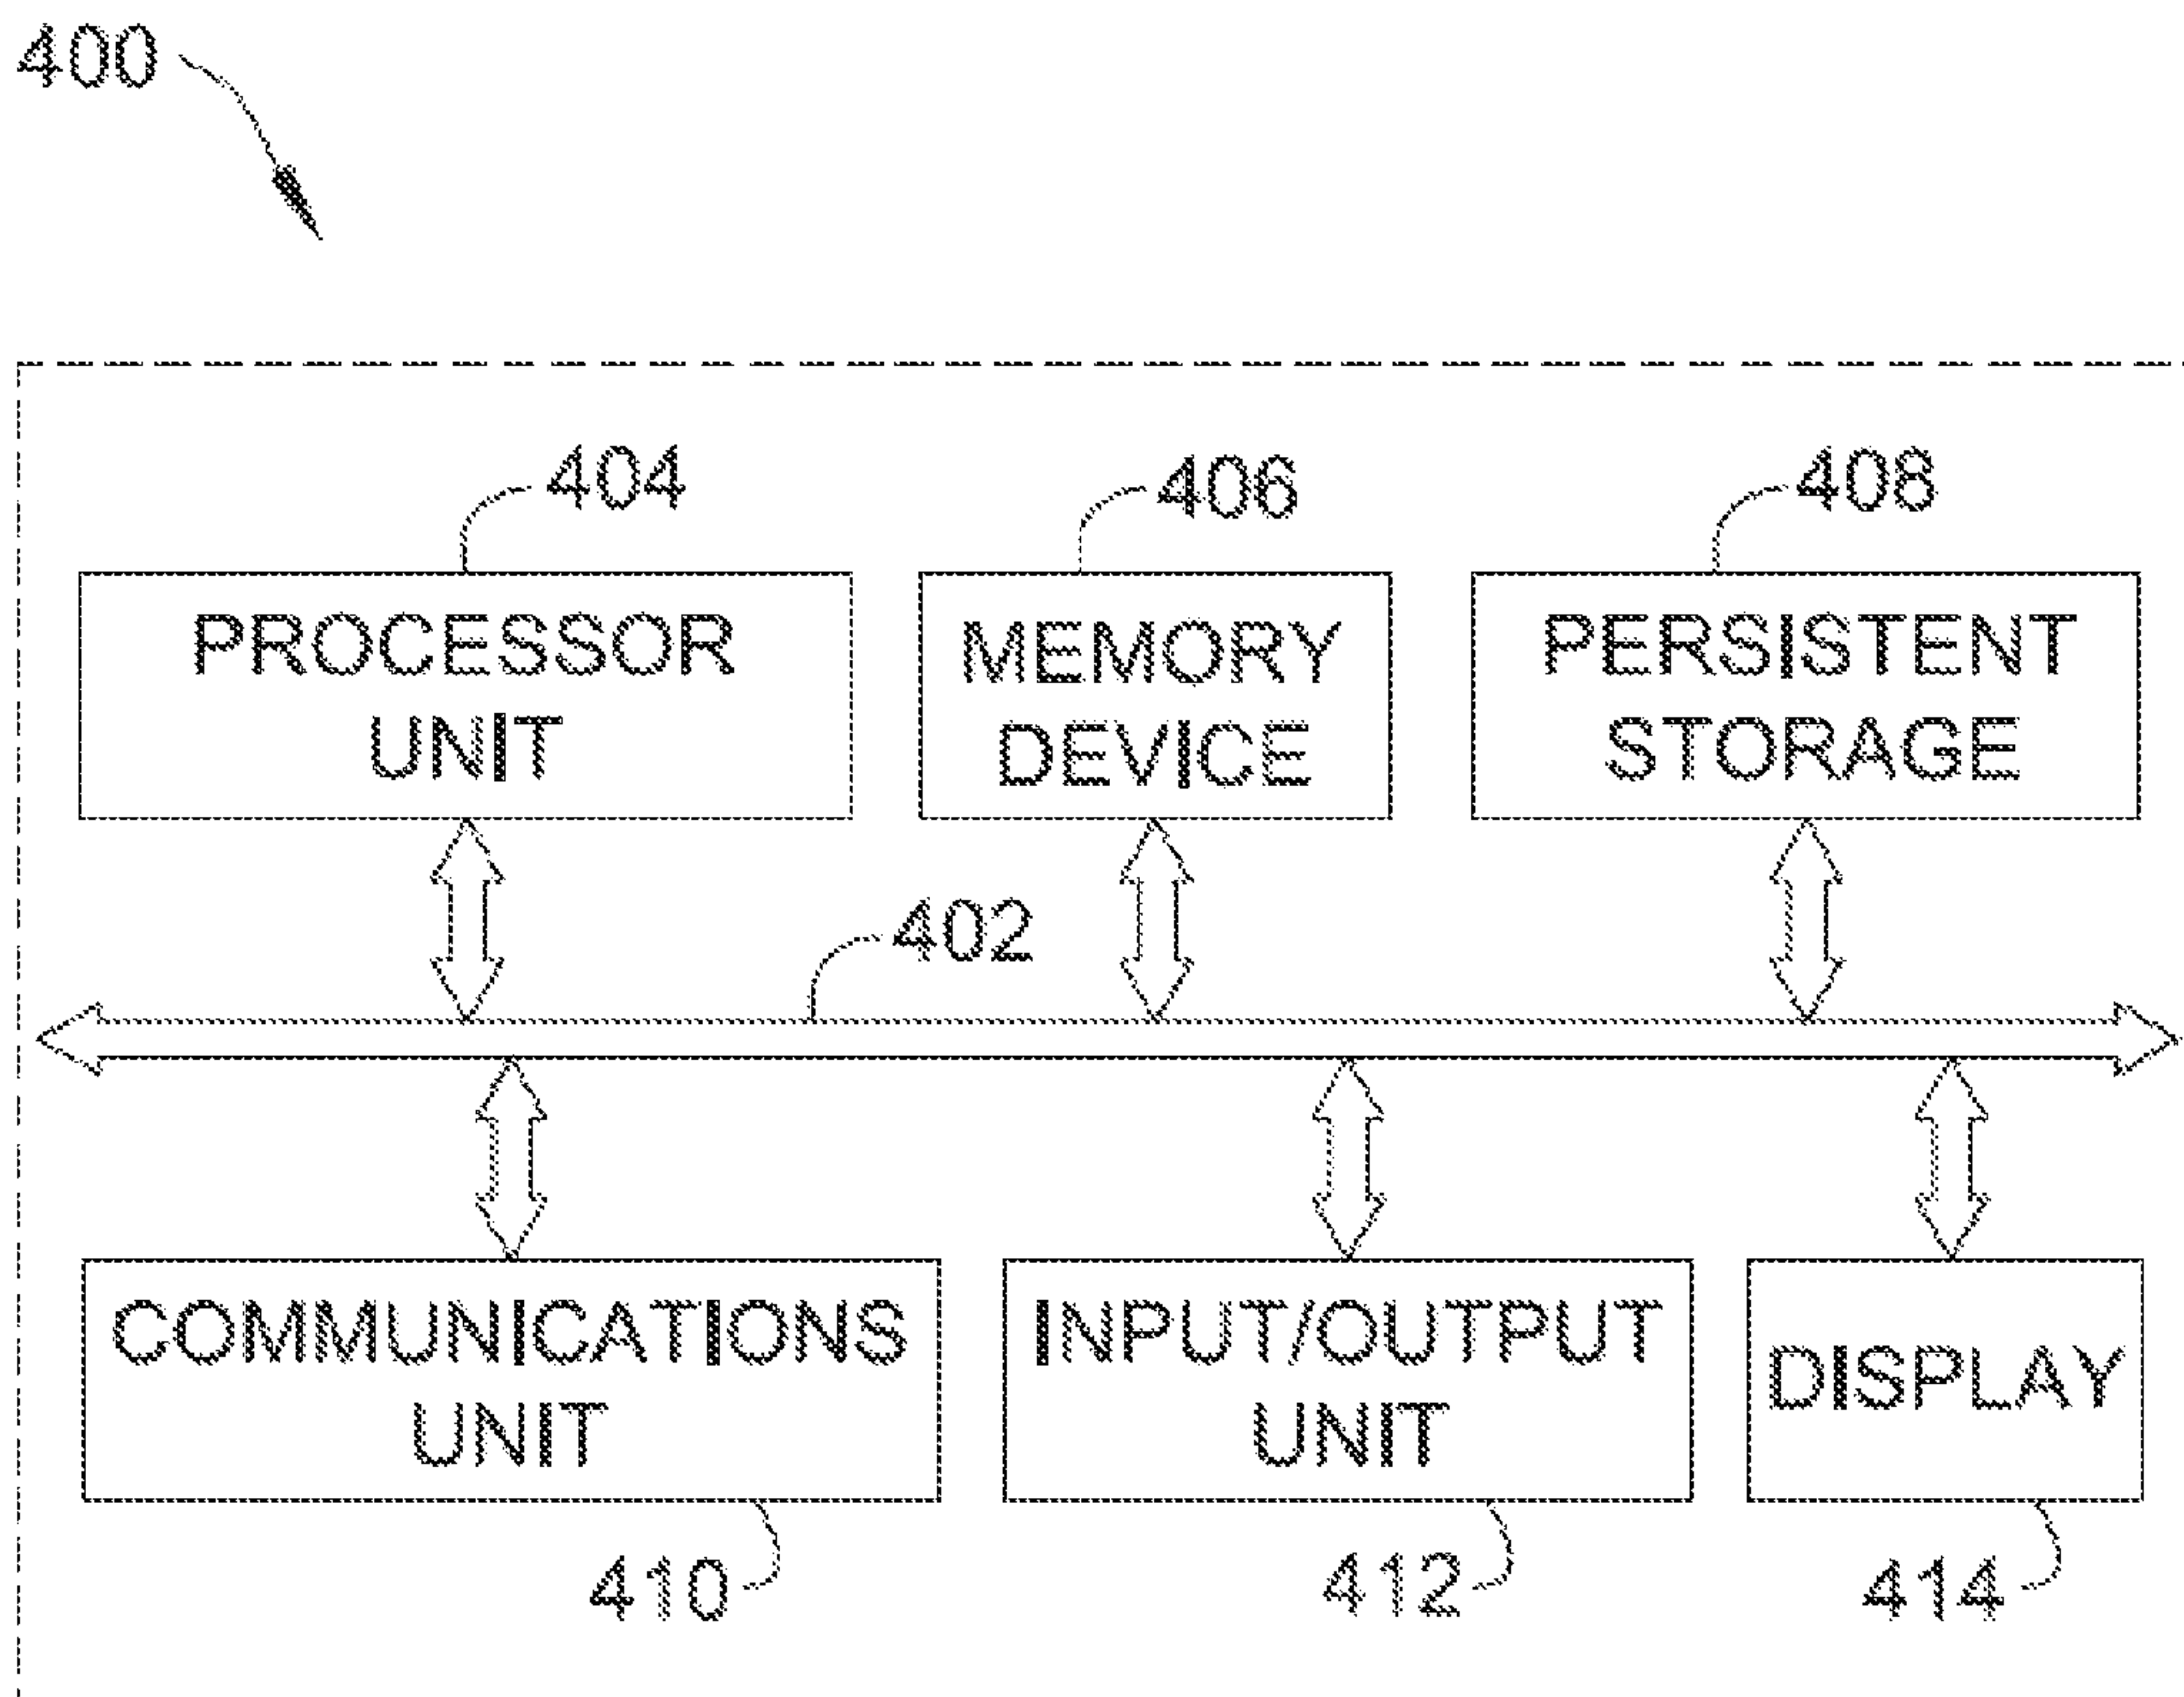 400
404
406
408
PROCESSOR
UNIT
MEMORY
DEVICE
PERSISTENT
STORAGE
402
COMMUNICATIONS
UNIT
INPUT/OUTPUT
UNIT
DISPLAY
410
412
414